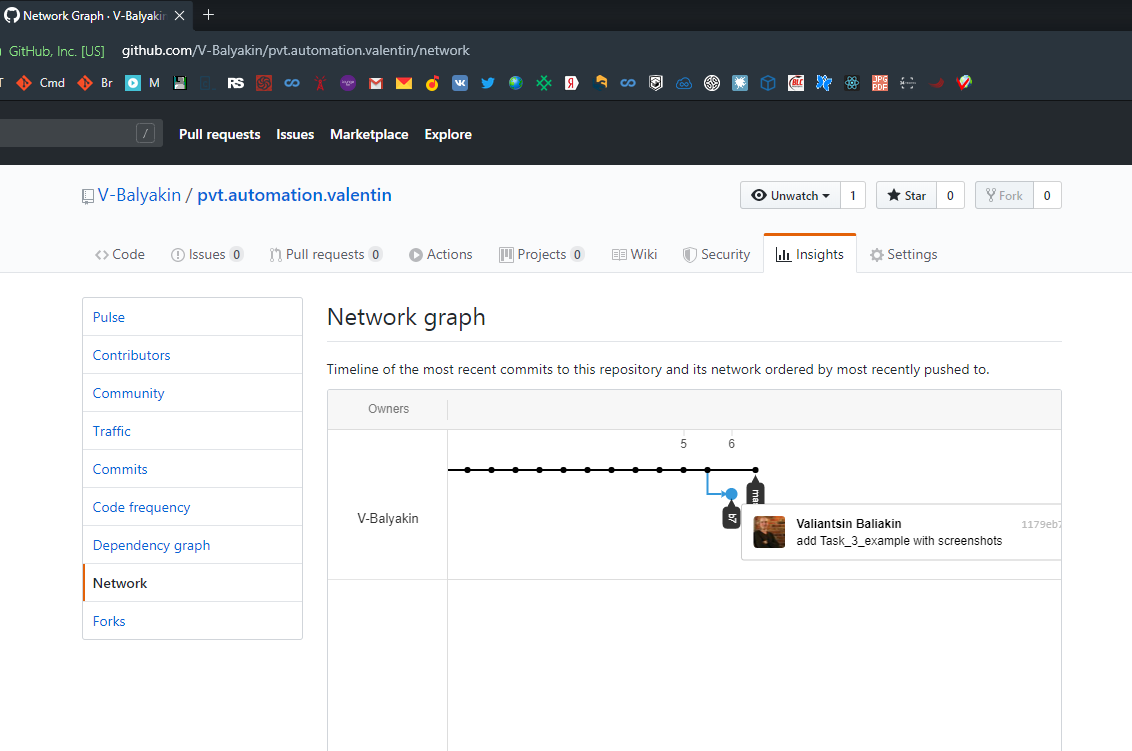 Network Graph · V-Balyakin
GitHub, Inc. [US] github.com/V-Balyakin/pvt.automation.valentin/network
Cmd Br M RS
/ Pull requests Issues Marketplace Explore
V-Balyakin / pvt.automation.valentin Unwatch 1 Star 0 Fork 0
Code Issues 0 Pull requests 0 Actions Projects 0 Wiki Security Insights Settings
Pulse
Contributors
Community
Traffic
Commits
Code frequency
Dependency graph
Network
Forks
Network graph
Timeline of the most recent commits to this repository and its network ordered by most recently pushed to.
Owners
5 6
V-Balyakin
ma
b7
Valiantsin Baliakin 1179eb7
add Task_3_example with screenshots